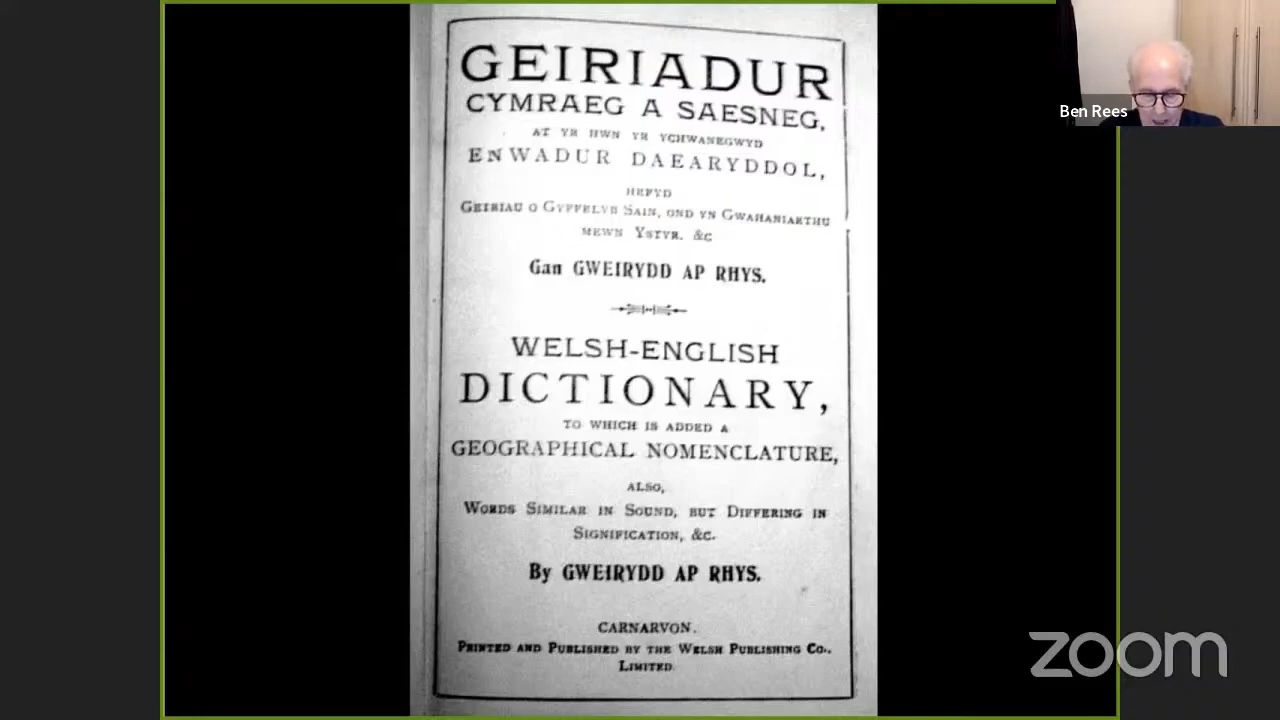 GEIRIADUR
CYMRAEG A SAESNEG,
AT YR HWN YR YCHWANEGWYD
ENWADUR DAEARYDDOL,
HEFYD
GEIRIAU O GYFFELYB SAIN, OND YN GWAHANIAETHU
MEWN YSTYR, &C
Gan GWEIRYDD AP RHYS.
WELSH-ENGLISH
DICTIONARY,
TO WHICH IS ADDED A
GEOGRAPHICAL NOMENCLATURE,
ALSO,
WORDS SIMILAR IN SOUND, BUT DIFFERING IN
SIGNIFICATION, &C.
By GWEIRYDD AP RHYS.
CARNARVON.
PRINTED AND PUBLISHED BY THE WELSH PUBLISHING CO.,
LIMITED
Ben Rees
zoom